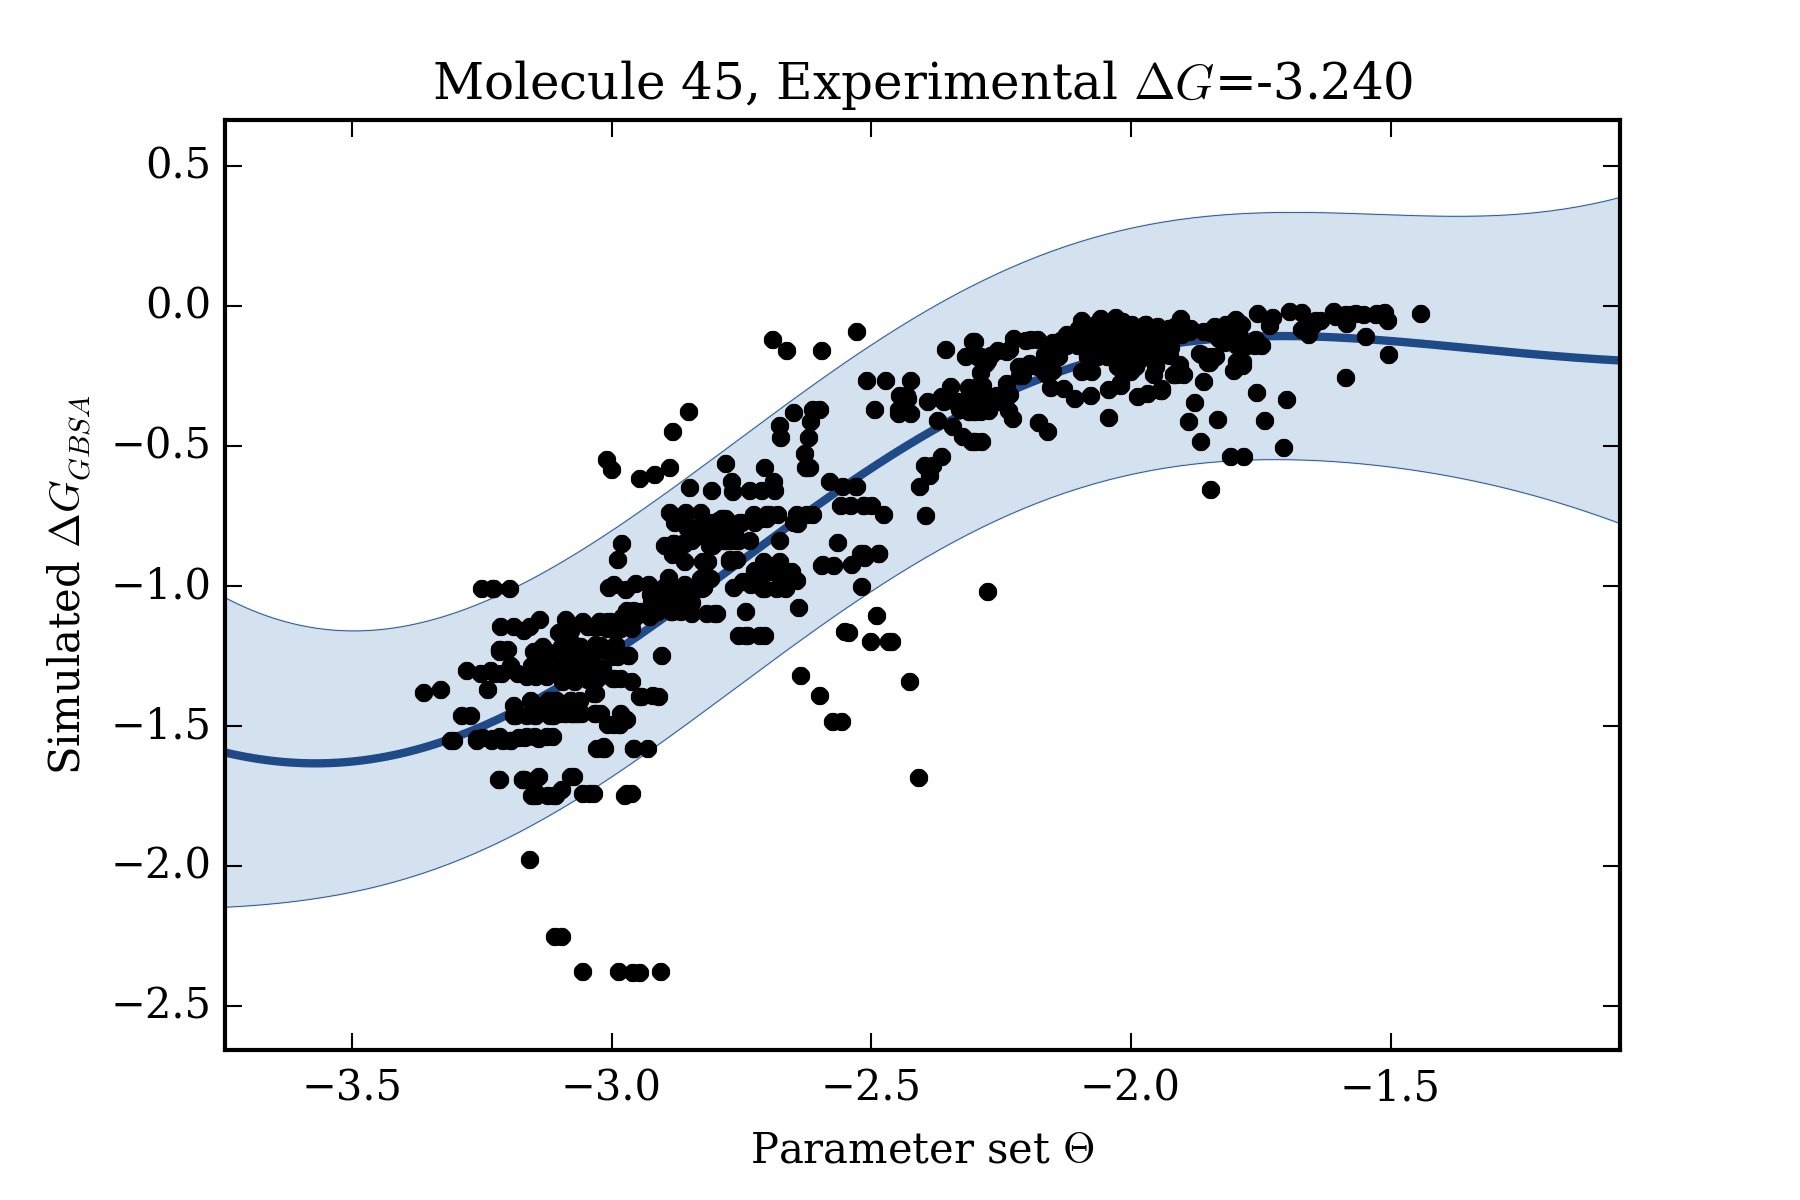 Molecule 45, Experimental ΔG=-3.240
0.5
0.0
−0.5
−1.0
−1.5
−2.0
−2.5
Simulated ΔG_GBSA
−3.5 −3.0 −2.5 −2.0 −1.5
Parameter set Θ